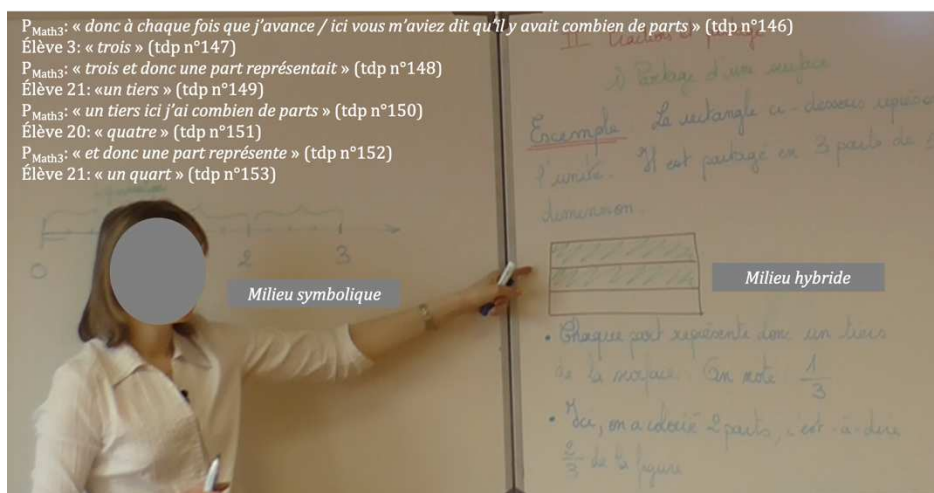 P_Math3: « donc à chaque fois que j’avance / ici vous m’aviez dit qu’il y avait combien de parts » (tdp n°146)
Élève 3: « trois » (tdp n°147)
P_Math3: « trois et donc une part représentait » (tdp n°148)
Élève 21: «un tiers » (tdp n°149)
P_Math3: « un tiers ici j’ai combien de parts » (tdp n°150)
Élève 20: « quatre » (tdp n°151)
P_Math3: « et donc une part représente » (tdp n°152)
Élève 21: « un quart » (tdp n°153)
0 2 3
Milieu symbolique
II Fraction et partage
1) Partage d'une surface
Exemple Le rectangle ci-dessous représente
l'unité. Il est partagé en 3 parts de
dimension.
Milieu hybride
• Chaque part représente donc un tiers
de la surface. On note 1/3
• Ici, on a colorié 2 parts, c'est-à-dire
2/3 de la figure